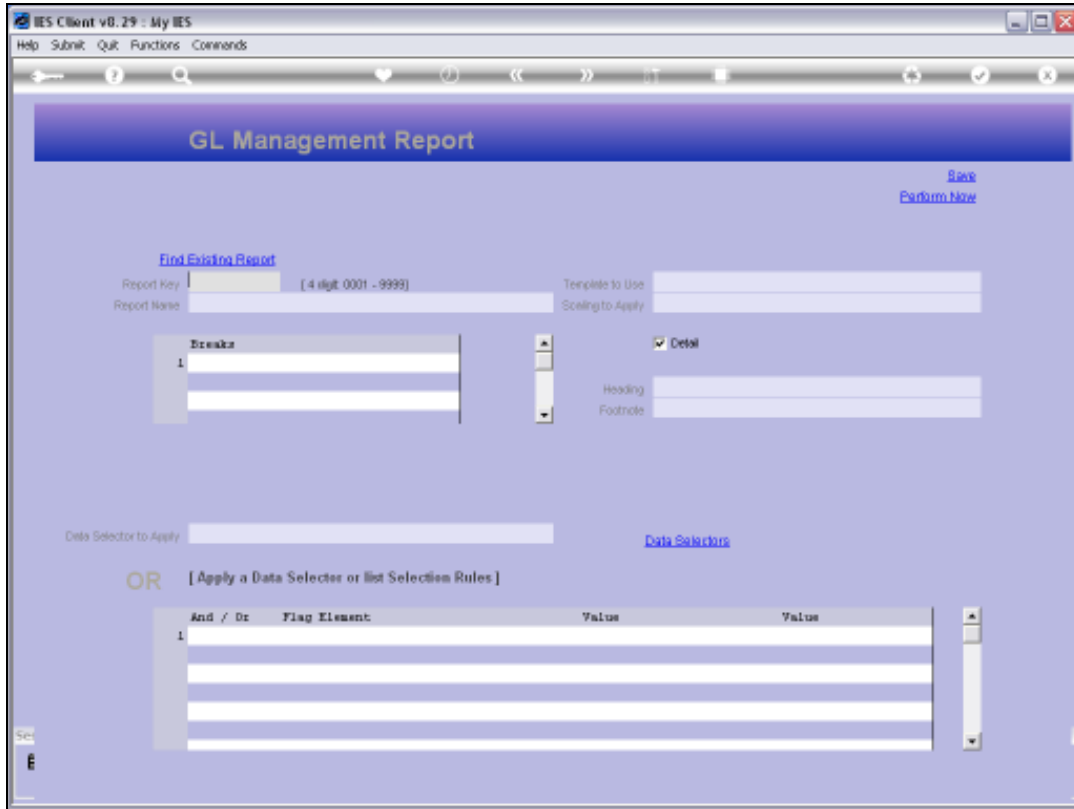 IES Client v8.29 : My IES
Help Submit Quit Functions Commands
GL Management Report
Save
Perform Now
Find Existing Report
Report Key [ 4 digit: 0001 - 9999] Template to Use
Report Name Scaling to Apply
Breaks Detail
1
Heading
Footnote
Data Selector to Apply Data Selectors
OR [ Apply a Data Selector or list Selection Rules ]
And / Or Flag Element Value Value
1